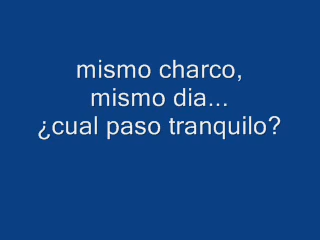 mismo charco,
mismo dia...
¿cual paso tranquilo?